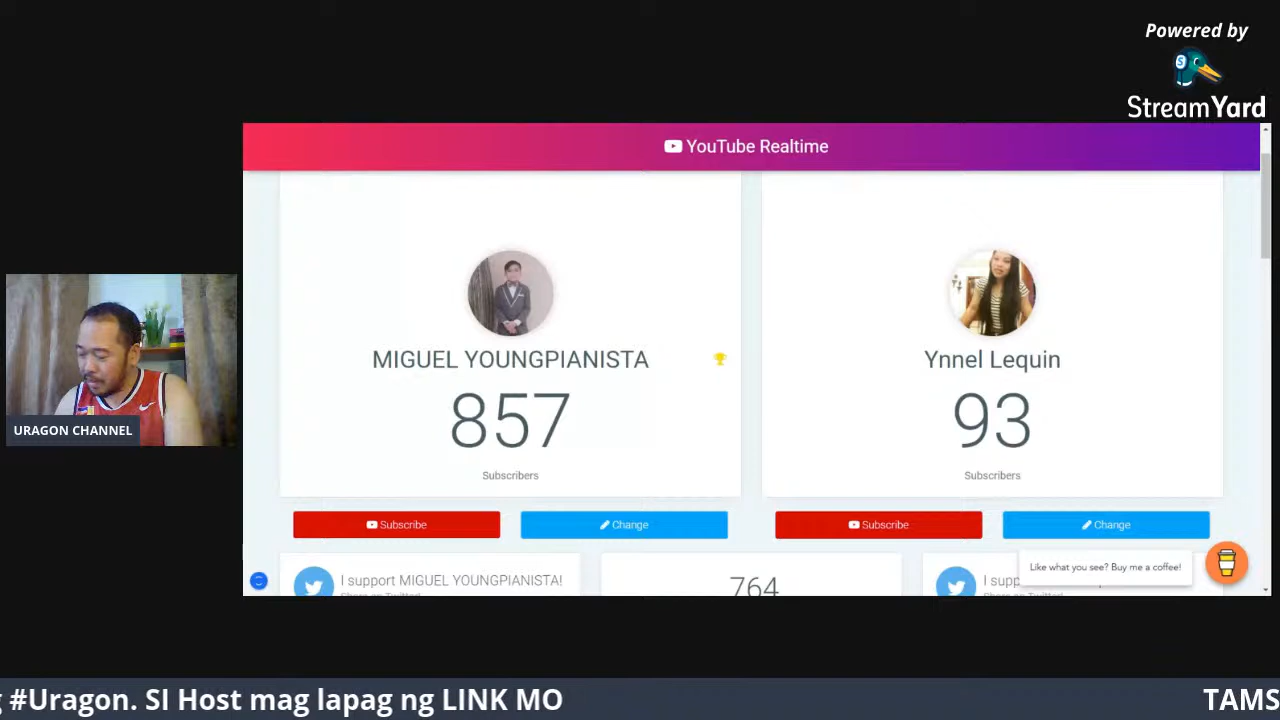 Powered by
StreamYard
YouTube Realtime
MIGUEL YOUNGPIANISTA
857
Subscribers
Subscribe
Change
Ynnel Lequin
93
Subscribers
Subscribe
Change
I support MIGUEL YOUNGPIANISTA!
764
I supp
Like what you see? Buy me a coffee!
URAGON CHANNEL
#Uragon. SI Host mag lapag ng LINK MO
TAMS